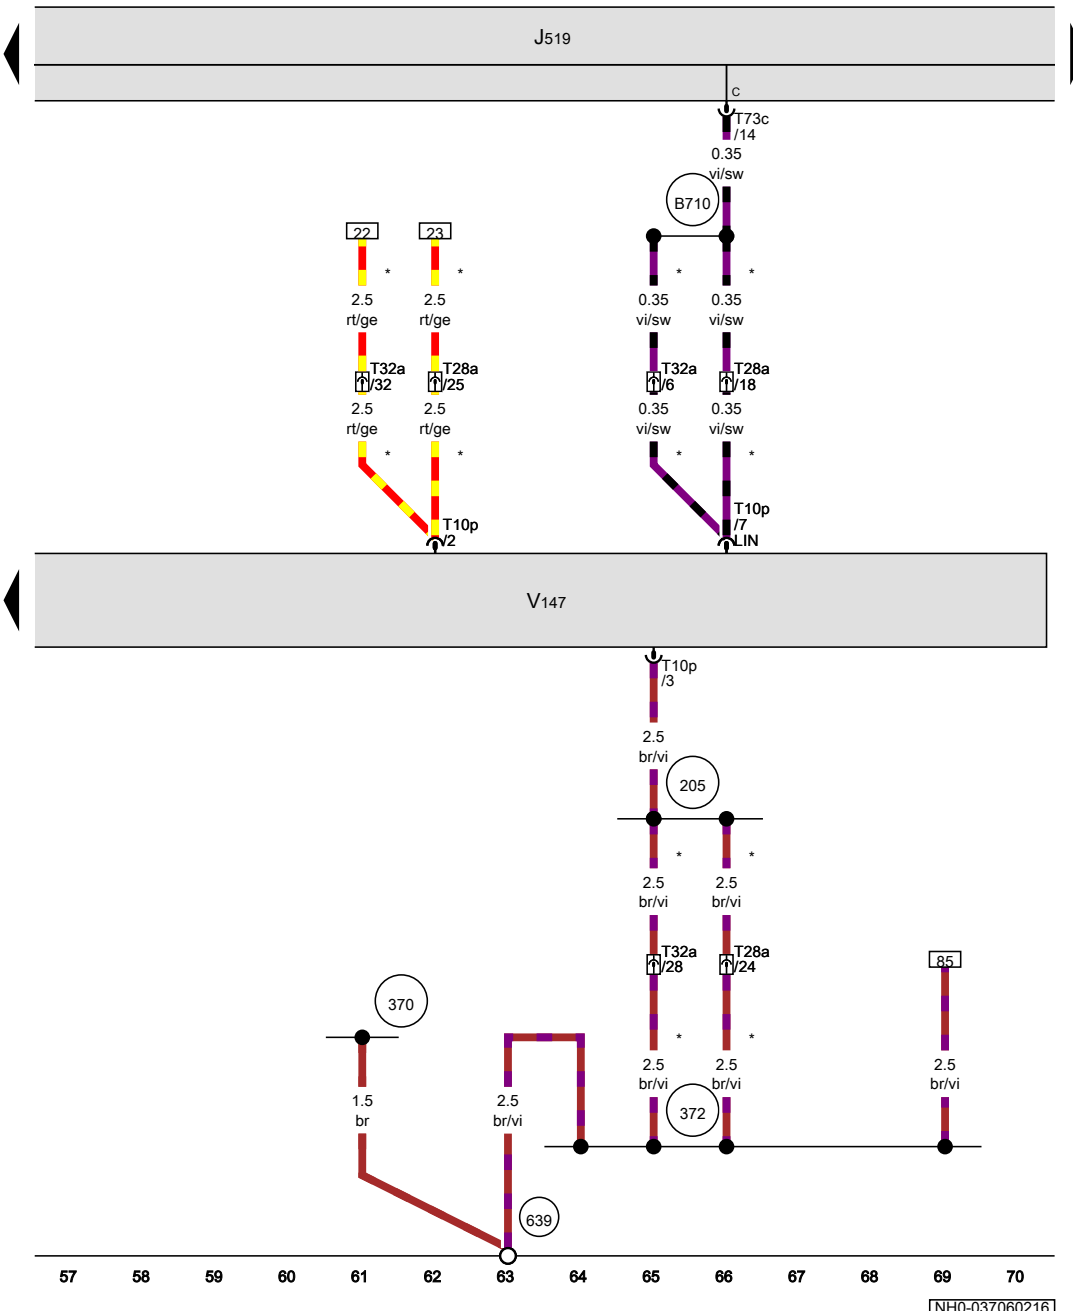 J519
c
T73c
/14
0.35
vi/sw
B710
22 23
* * * *
2.5 2.5 0.35 0.35
rt/ge rt/ge vi/sw vi/sw
T32a T28a T32a T28a
/32 /25 /6 /18
2.5 2.5 0.35 0.35
rt/ge rt/ge vi/sw vi/sw
* * * *
T10p T10p
/2 /7
LIN
V147
T10p
/3
2.5
br/vi
205
* *
2.5 2.5
br/vi br/vi
T32a T28a
/28 /24
85
370
* *
2.5 2.5 2.5
br/vi br/vi br/vi
1.5 2.5
br br/vi
372
639
57 58 59 60 61 62 63 64 65 66 67 68 69 70
NH0-037060216